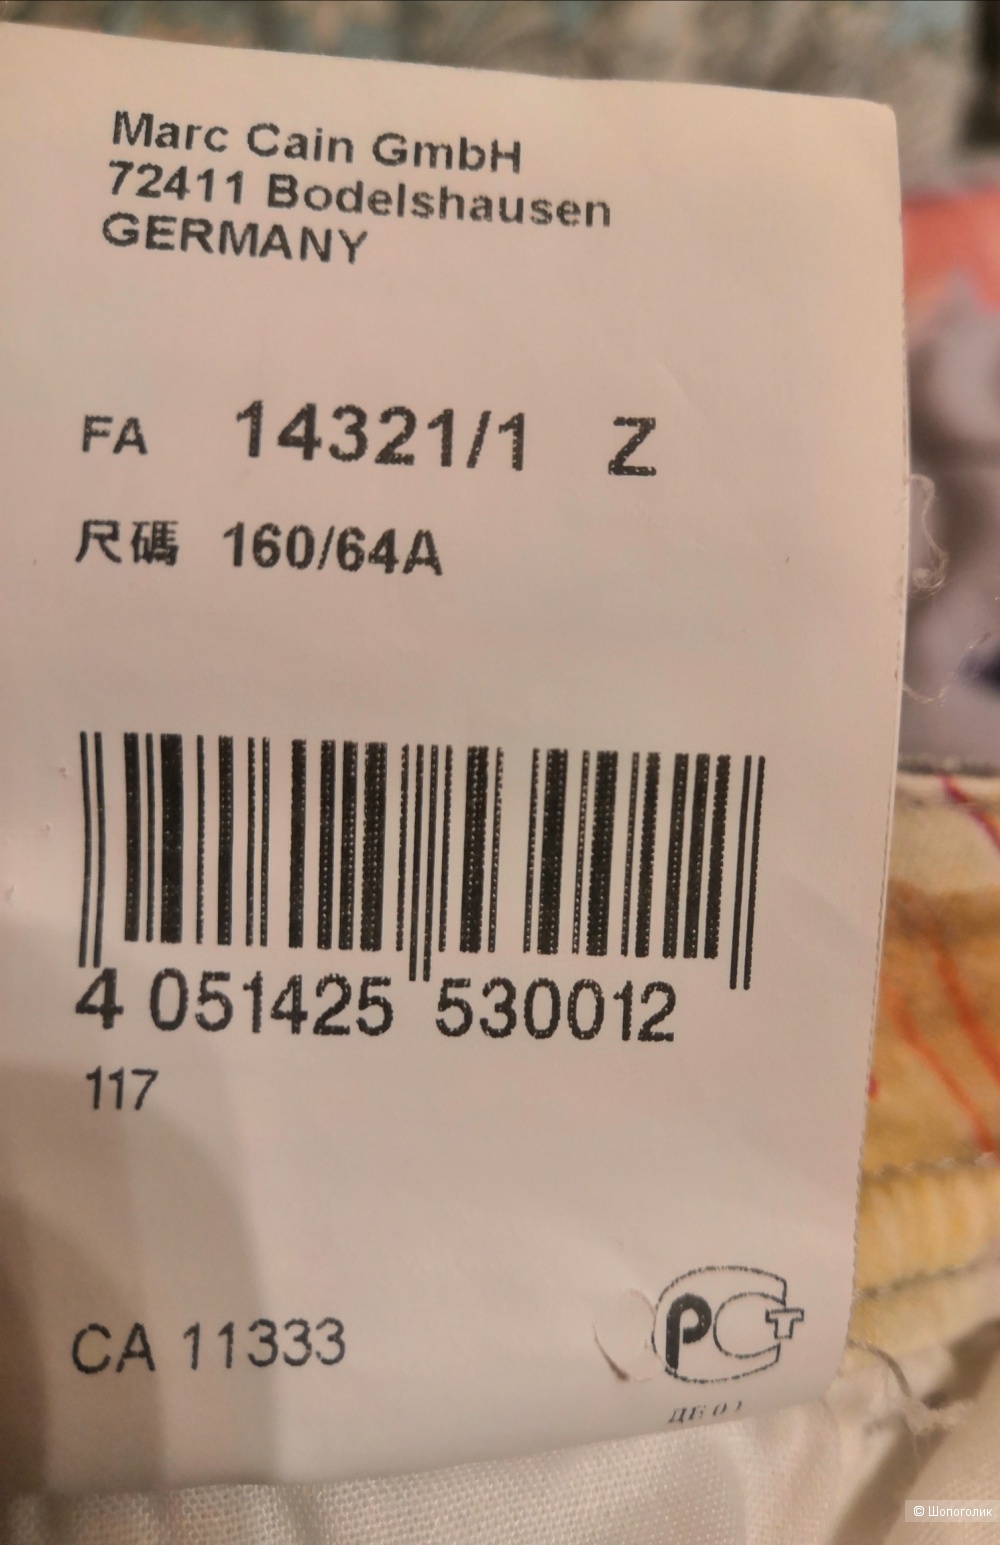 Marc Cain GmbH
72411 Bodelshausen
GERMANY
FA 14321/1 Z
尺碼 160/64A
4 051425 530012
117
CA 11333
РСТ
© Шопоголик